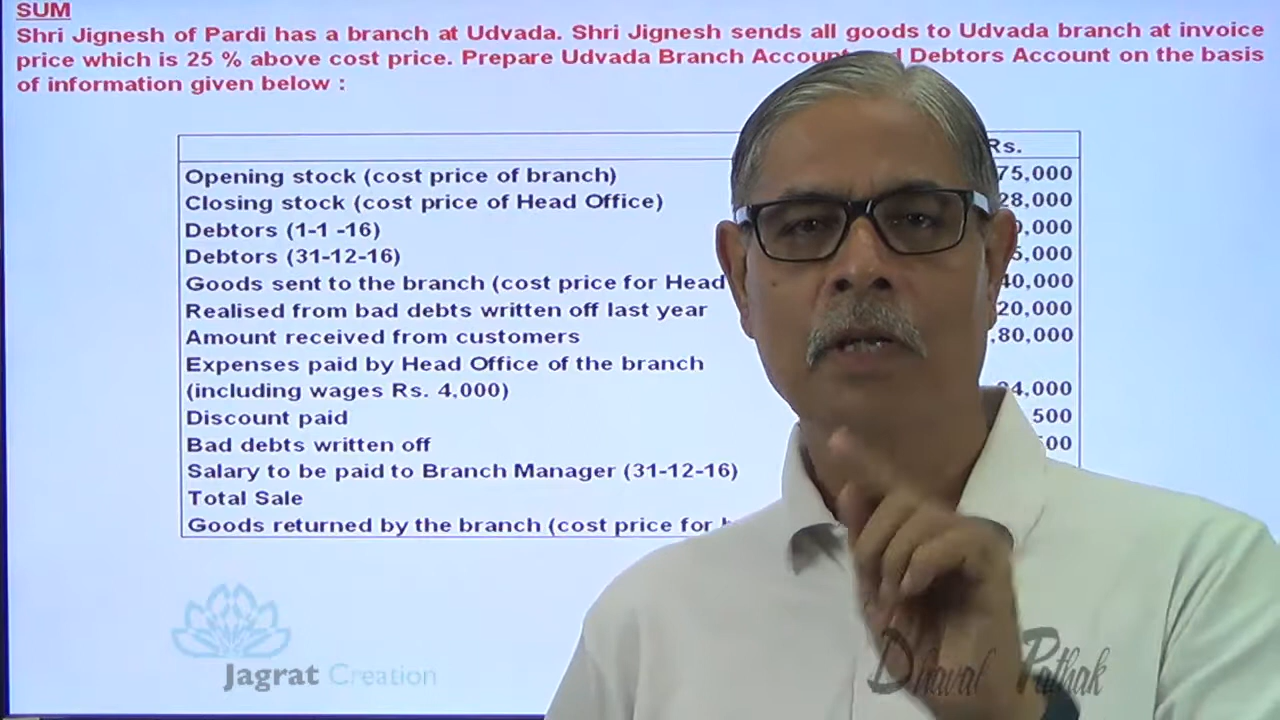 SUM
Shri Jignesh of Pardi has a branch at Udvada. Shri Jignesh sends all goods to Udvada branch at invoice
price which is 25 % above cost price. Prepare Udvada Branch Debtors Account on the basis
of information given below :
Rs.
Opening stock (cost price of branch) 75,000
Closing stock (cost price of Head Office) 28,000
Debtors (1-1 -16)
Debtors (31-12-16)
Goods sent to the branch (cost price for Head
Realised from bad debts written off last year 20,000
Amount received from customers ,80,000
Expenses paid by Head Office of the branch
(including wages Rs. 4,000)
Discount paid 500
Bad debts written off
Salary to be paid to Branch Manager (31-12-16)
Total Sale
Goods returned by the branch (cost price for
Jagrat Creation
Dhaval Pathak